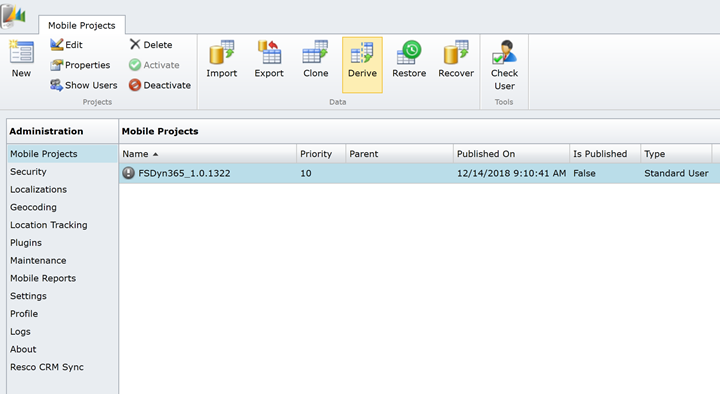 Mobile Projects
New
Edit
Properties
Show Users
Delete
Activate
Deactivate
Projects
Import
Export
Clone
Derive
Restore
Recover
Data
Check
User
Tools
Administration
Mobile Projects
Security
Localizations
Geocoding
Location Tracking
Plugins
Maintenance
Mobile Reports
Settings
Profile
Logs
About
Resco CRM Sync
Mobile Projects
Name Priority Parent Published On Is Published Type
FSDyn365_1.0.1322 10 12/14/2018 9:10:41 AM False Standard User